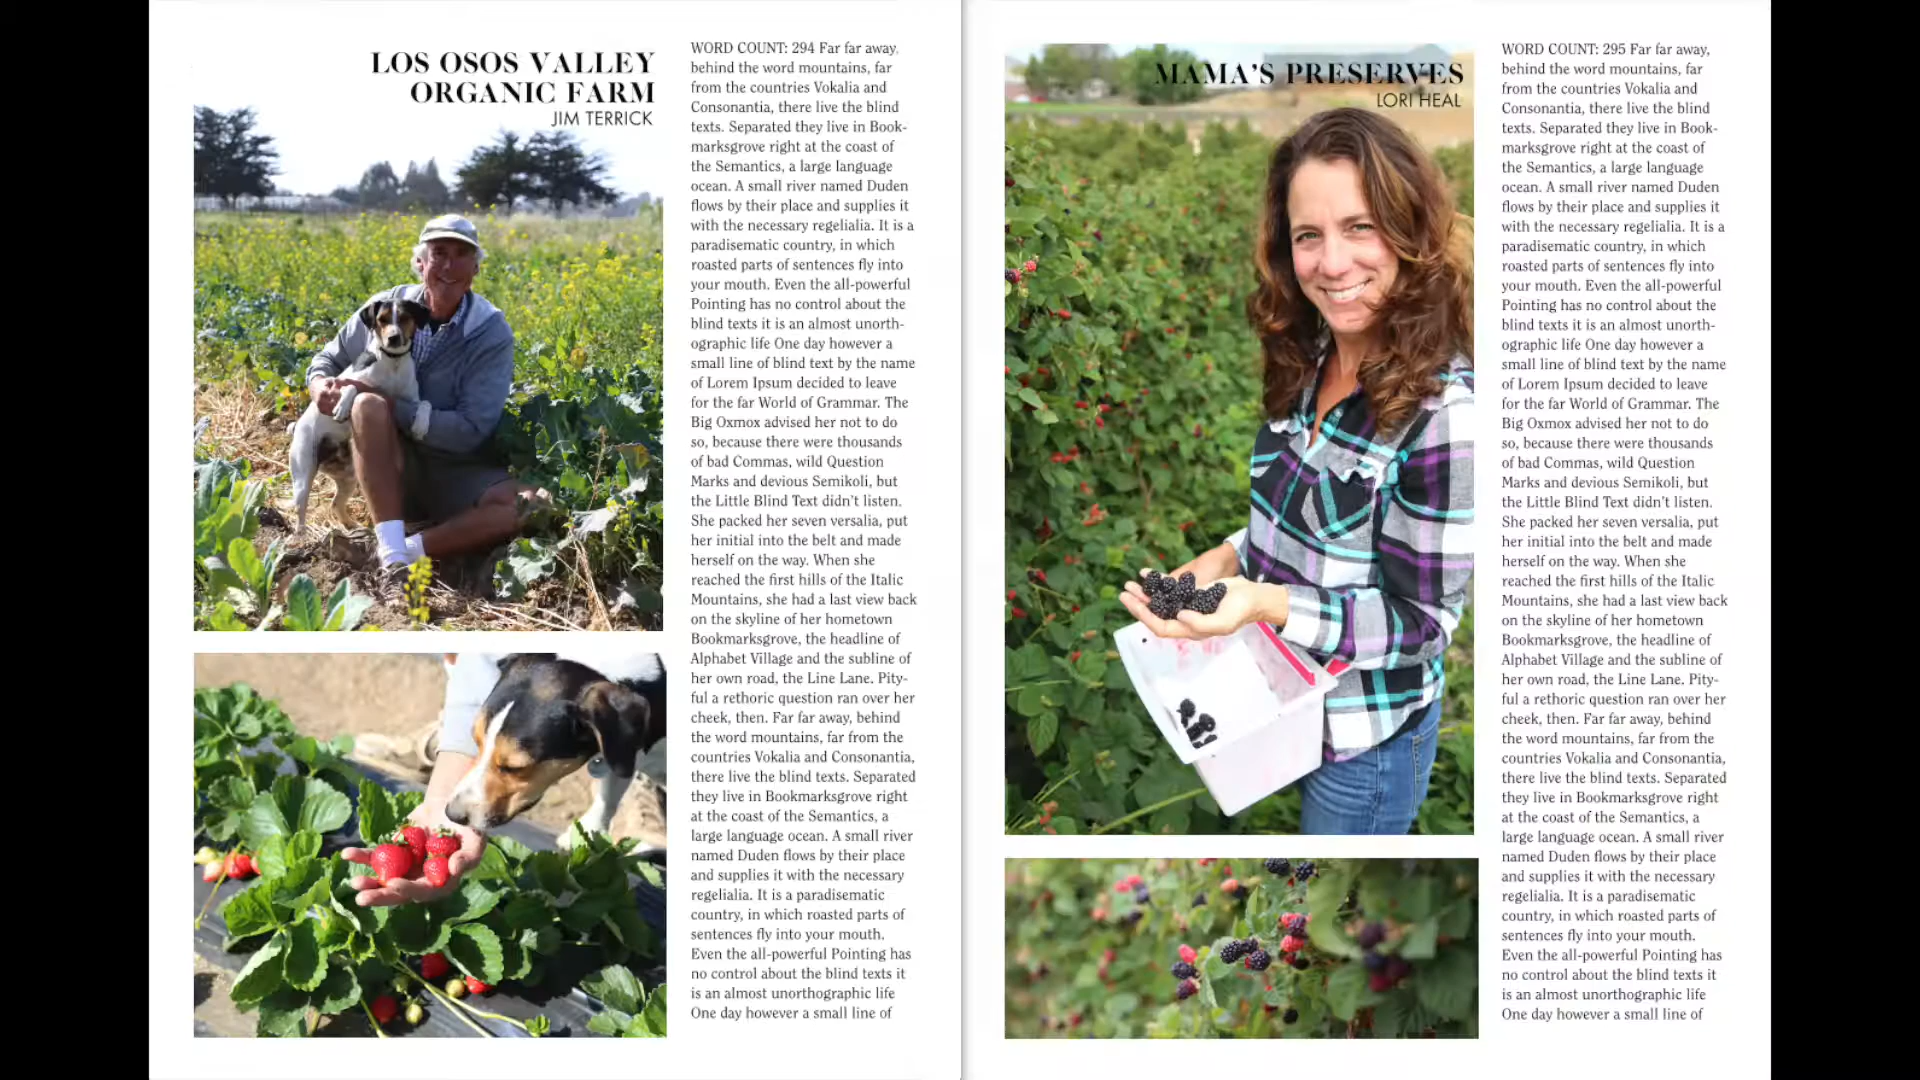 LOS OSOS VALLEY
ORGANIC FARM
JIM TERRICK
WORD COUNT: 294 Far far away,
behind the word mountains, far
from the countries Vokalia and
Consonantia, there live the blind
texts. Separated they live in Book-
marksgrove right at the coast of
the Semantics, a large language
ocean. A small river named Duden
flows by their place and supplies it
with the necessary regelialia. It is a
paradisematic country, in which
roasted parts of sentences fly into
your mouth. Even the all-powerful
Pointing has no control about the
blind texts it is an almost unorth-
ographic life One day however a
small line of blind text by the name
of Lorem Ipsum decided to leave
for the far World of Grammar. The
Big Oxmox advised her not to do
so, because there were thousands
of bad Commas, wild Question
Marks and devious Semikoli, but
the Little Blind Text didn't listen.
She packed her seven versalia, put
her initial into the belt and made
herself on the way. When she
reached the first hills of the Italic
Mountains, she had a last view back
on the skyline of her hometown
Bookmarksgrove, the headline of
Alphabet Village and the subline of
her own road, the Line Lane. Pity-
ful a rethoric question ran over her
cheek, then. Far far away, behind
the word mountains, far from the
countries Vokalia and Consonantia,
there live the blind texts. Separated
they live in Bookmarksgrove right
at the coast of the Semantics, a
large language ocean. A small river
named Duden flows by their place
and supplies it with the necessary
regelialia. It is a paradisematic
country, in which roasted parts of
sentences fly into your mouth.
Even the all-powerful Pointing has
no control about the blind texts it
is an almost unorthographic life
One day however a small line of
MAMA'S PRESERVES
LORI HEAL
WORD COUNT: 295 Far far away,
behind the word mountains, far
from the countries Vokalia and
Consonantia, there live the blind
texts. Separated they live in Book-
marksgrove right at the coast of
the Semantics, a large language
ocean. A small river named Duden
flows by their place and supplies it
with the necessary regelialia. It is a
paradisematic country, in which
roasted parts of sentences fly into
your mouth. Even the all-powerful
Pointing has no control about the
blind texts it is an almost unorth-
ographic life One day however a
small line of blind text by the name
of Lorem Ipsum decided to leave
for the far World of Grammar. The
Big Oxmox advised her not to do
so, because there were thousands
of bad Commas, wild Question
Marks and devious Semikoli, but
the Little Blind Text didn't listen.
She packed her seven versalia, put
her initial into the belt and made
herself on the way. When she
reached the first hills of the Italic
Mountains, she had a last view back
on the skyline of her hometown
Bookmarksgrove, the headline of
Alphabet Village and the subline of
her own road, the Line Lane. Pity-
ful a rethoric question ran over her
cheek, then. Far far away, behind
the word mountains, far from the
countries Vokalia and Consonantia,
there live the blind texts. Separated
they live in Bookmarksgrove right
at the coast of the Semantics, a
large language ocean. A small river
named Duden flows by their place
and supplies it with the necessary
regelialia. It is a paradisematic
country, in which roasted parts of
sentences fly into your mouth.
Even the all-powerful Pointing has
no control about the blind texts it
is an almost unorthographic life
One day however a small line of